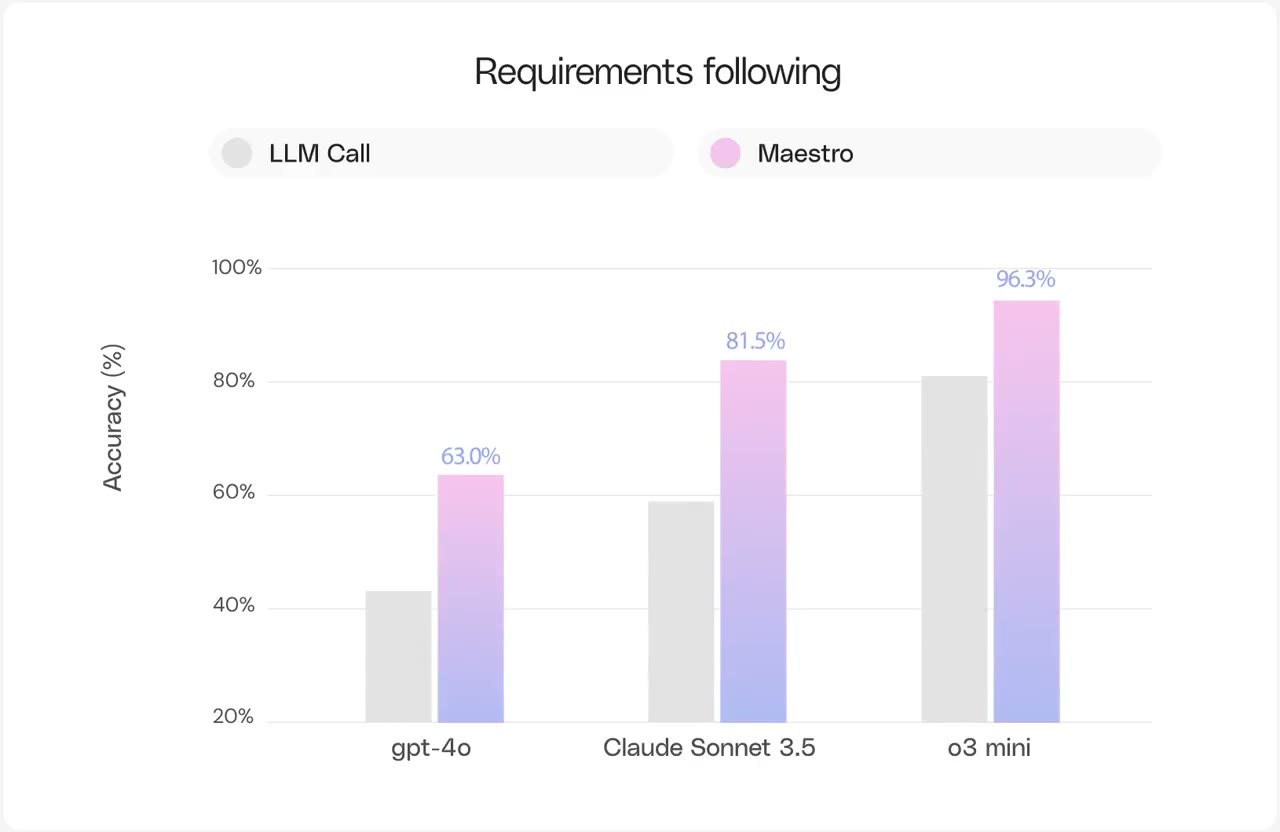 Requirements following
LLM Call
Maestro
Accuracy (%)
100%
80%
60%
40%
20%
63.0%
81.5%
96.3%
gpt-4o
Claude Sonnet 3.5
o3 mini